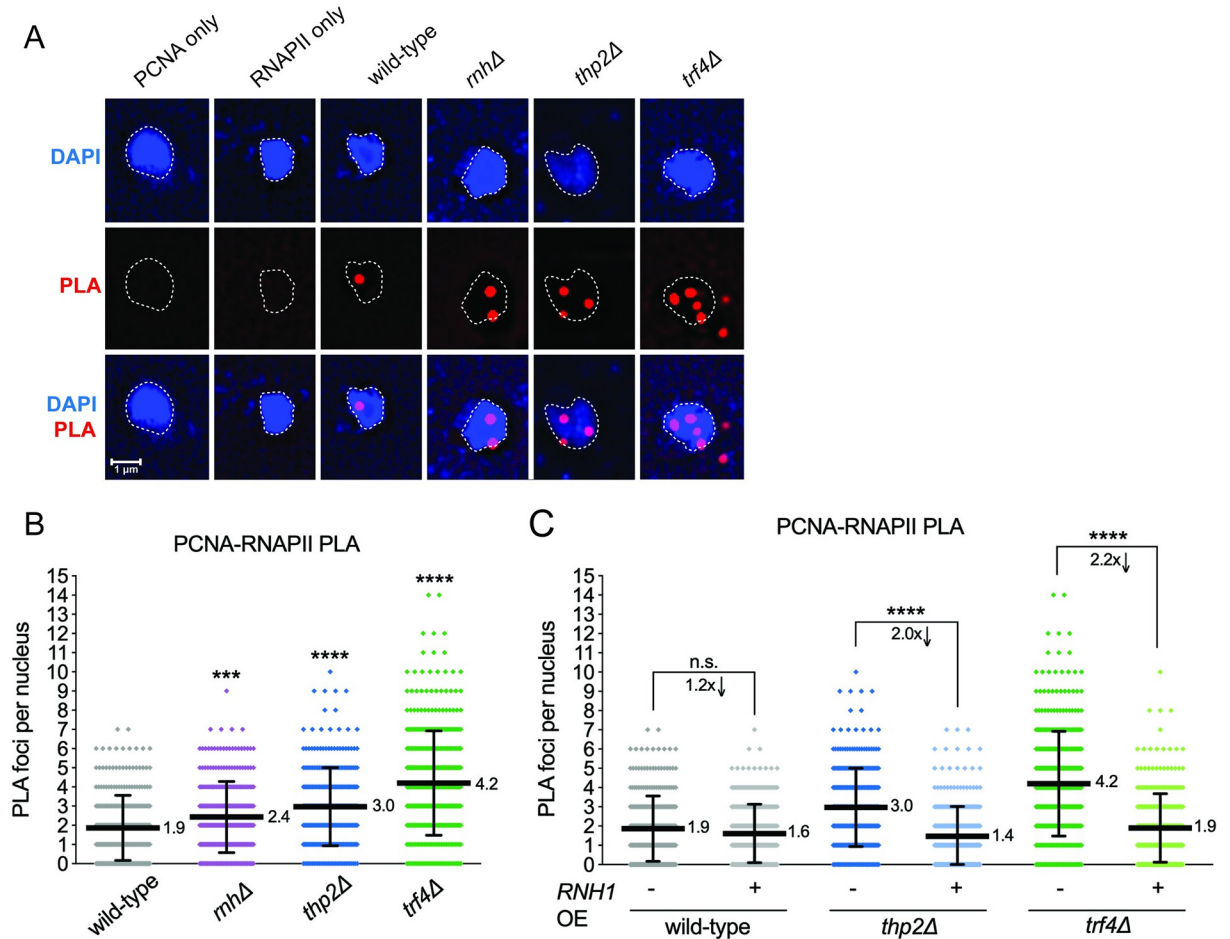 A
PCNA only
RNAPII only
wild-type
rnhΔ
thp2Δ
trf4Δ
DAPI
PLA
DAPI
PLA
1 µm
B
PCNA-RNAPII PLA
PLA foci per nucleus
15
14
13
12
11
10
9
8
7
6
5
4
3
2
1
0
***
****
****
1.9
2.4
3.0
4.2
wild-type
rnhΔ
thp2Δ
trf4Δ
C
PCNA-RNAPII PLA
PLA foci per nucleus
15
14
13
12
11
10
9
8
7
6
5
4
3
2
1
0
n.s.
1.2x↓
****
2.0x↓
****
2.2x↓
1.9
1.6
3.0
1.4
4.2
1.9
RNH1 - + - + - +
OE
wild-type
thp2Δ
trf4Δ